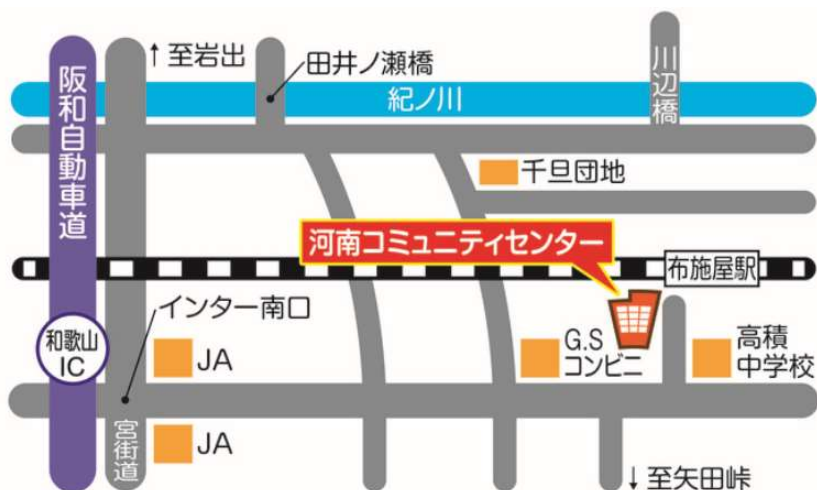 ↑至岩出
田井ノ瀬橋
川辺橋
阪和自動車道
紀ノ川
千旦団地
河南コミュニティセンター
布施屋駅
インター南口
和歌山
IC
JA
G.S
コンビニ
高積
中学校
宮街道
JA
↓至矢田峠